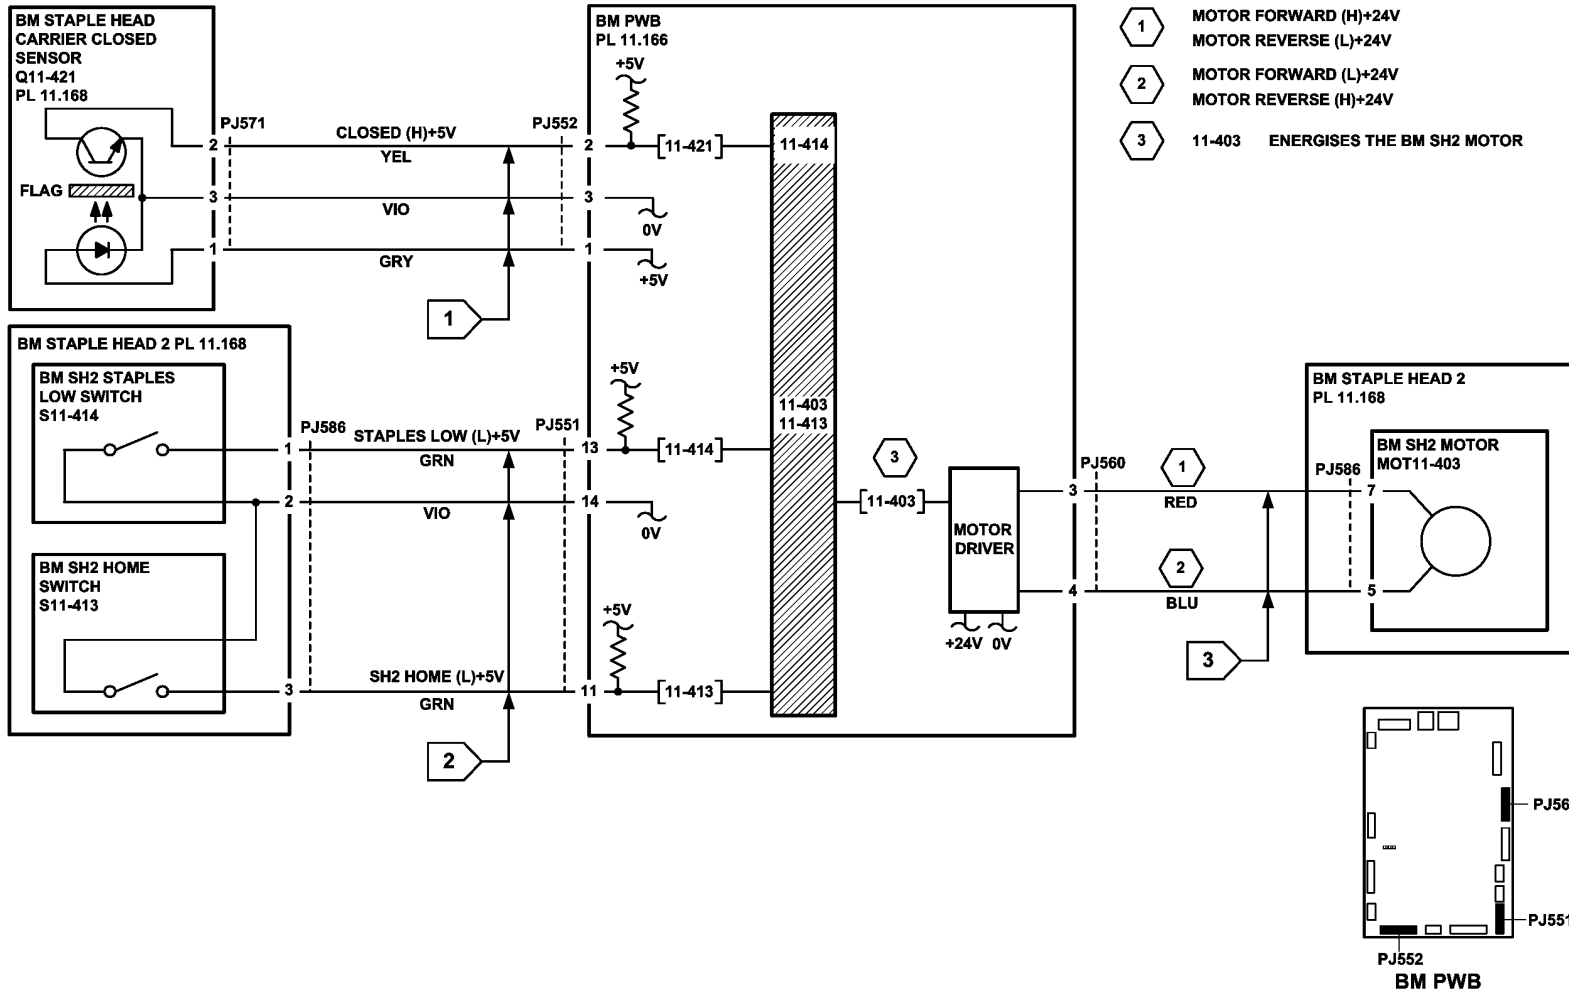 BM STAPLE HEAD
CARRIER CLOSED
SENSOR
Q11-421
PL 11.168
FLAG
2
3
1
PJ571
CLOSED (H)+5V
YEL
VIO
GRY
PJ552
2
3
1
1
BM PWB
PL 11.166
+5V
[11-421]
0V
+5V
11-414
1
MOTOR FORWARD (H)+24V
MOTOR REVERSE (L)+24V
2
MOTOR FORWARD (L)+24V
MOTOR REVERSE (H)+24V
3
11-403 ENERGISES THE BM SH2 MOTOR
BM STAPLE HEAD 2 PL 11.168
BM SH2 STAPLES
LOW SWITCH
S11-414
BM SH2 HOME
SWITCH
S11-413
1
2
3
PJ586
STAPLES LOW (L)+5V
GRN
VIO
SH2 HOME (L)+5V
GRN
PJ551
13
14
11
2
+5V
[11-414]
0V
+5V
[11-413]
11-403
11-413
3
[11-403]
MOTOR
DRIVER
+24V 0V
3
4
PJ560
1
RED
2
BLU
3
PJ586
7
5
BM STAPLE HEAD 2
PL 11.168
BM SH2 MOTOR
MOT11-403
PJ56
PJ551
PJ552
BM PWB